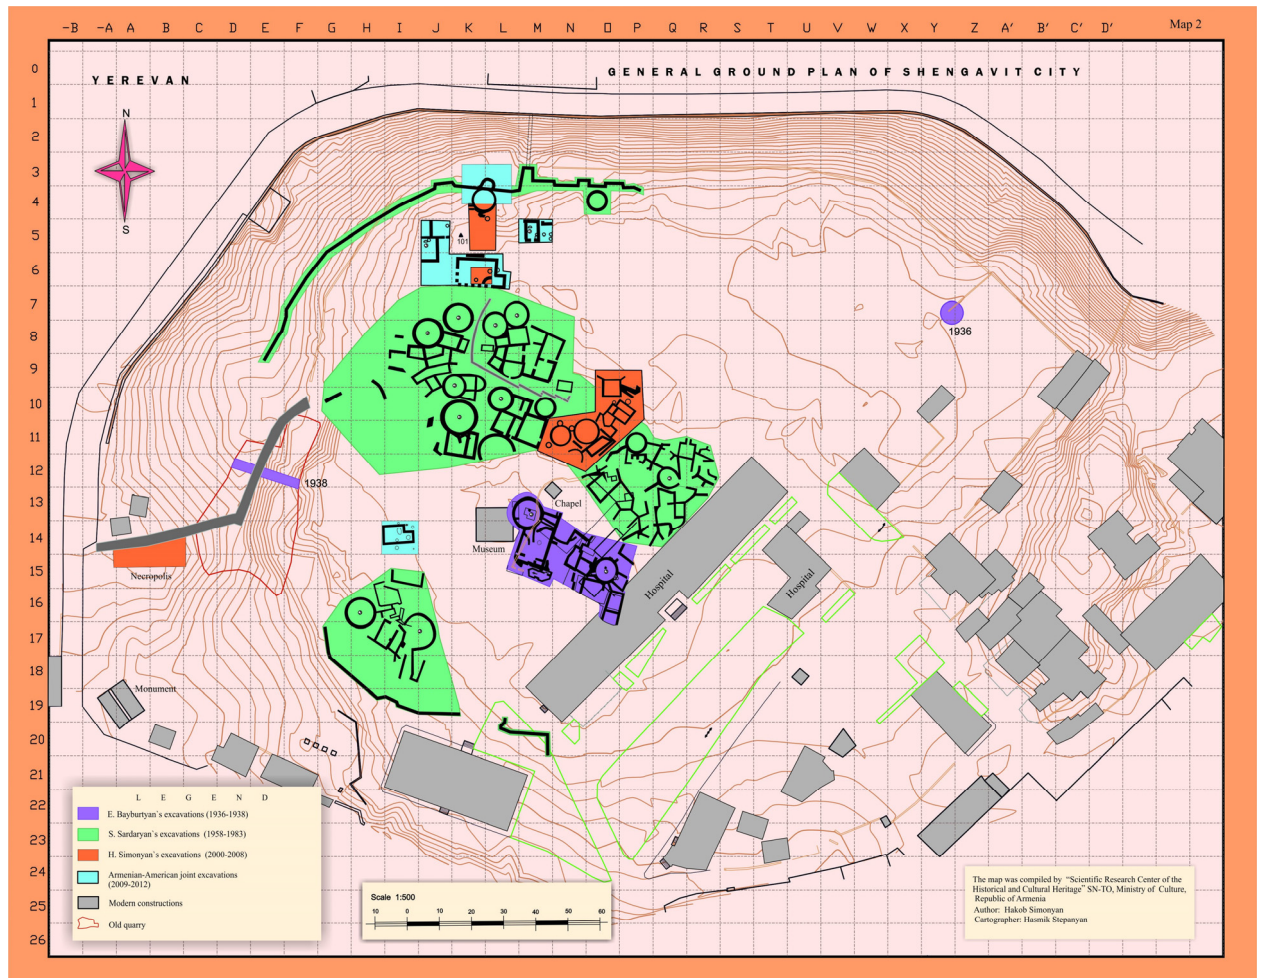 -B -A A B C D E F G H I J K L M N O P Q R S T U V W X Y Z A' B' C' D' Map 2
YEREVAN
GENERAL GROUND PLAN OF SHENGAVIT CITY
0
1
N
2
3
4
S
5
101
6
7
8
1936
9
10
11
12
1938
13
Chapel
14
Museum
15
Necropolis
Hospital
Hospital
16
17
18
Monument
19
20
21
22
23
24
25
26
LEGEND
E. Bayburtyan`s excavations (1936-1938)
S. Sardaryan`s excavations (1958-1983)
H. Simonyan`s excavations (2000-2008)
Armenian-American joint excavations
(2009-2012)
Modern constructions
Old quarry
Scale 1:500
10 0 10 20 30 40 50 60
The map was compiled by "Scientific Research Center of the
Historical and Cultural Heritage" SN-TO, Ministry of Culture,
Republic of Armenia
Author: Hakob Simonyan
Cartographer: Hasmik Stepanyan